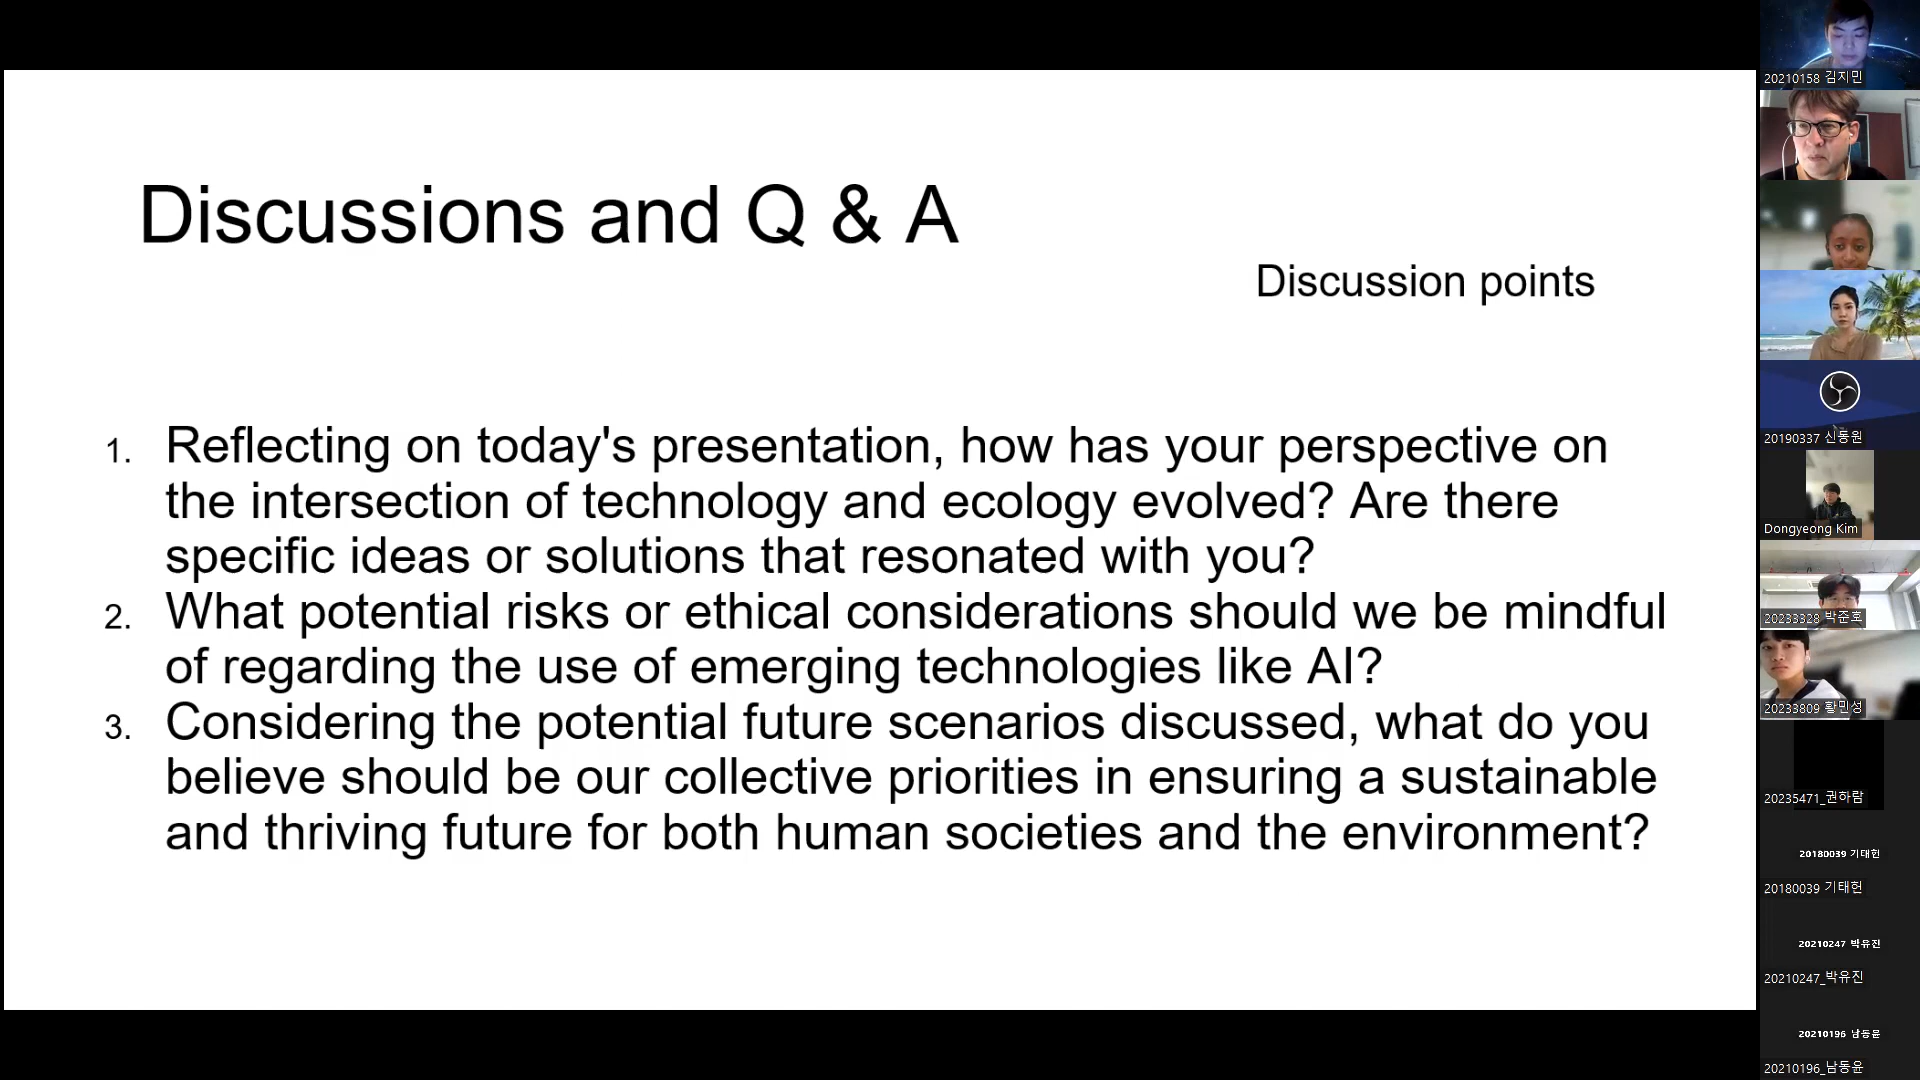 Discussions and Q & A
Discussion points
1. Reflecting on today's presentation, how has your perspective on
the intersection of technology and ecology evolved? Are there
specific ideas or solutions that resonated with you?
2. What potential risks or ethical considerations should we be mindful
of regarding the use of emerging technologies like AI?
3. Considering the potential future scenarios discussed, what do you
believe should be our collective priorities in ensuring a sustainable
and thriving future for both human societies and the environment?
20210158 김지민
20190337 신동원
Dongyeong Kim
20233328 박준호
20233809 황민성
20235471_권하람
20180039 기태헌
20180039 기태헌
20210247 박유진
20210247_박유진
20210196 남동윤
20210196_남동윤